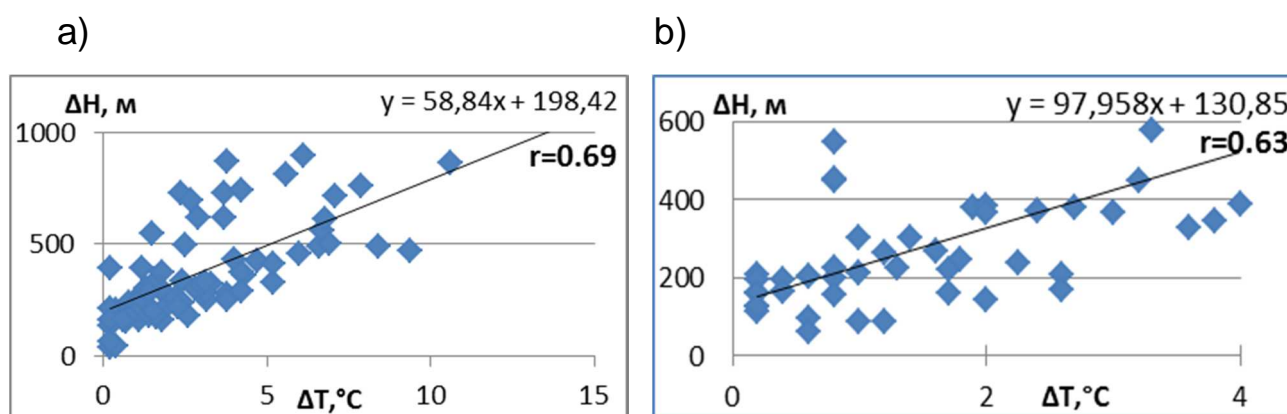 a)
ΔH, м
y = 58,84x + 198,42
1000
r=0.69
500
0
0 5 10 15
ΔT,°C
b)
ΔH, м
y = 97,958x + 130,85
600
r=0.63
400
200
0
0 2 4
ΔT,°C